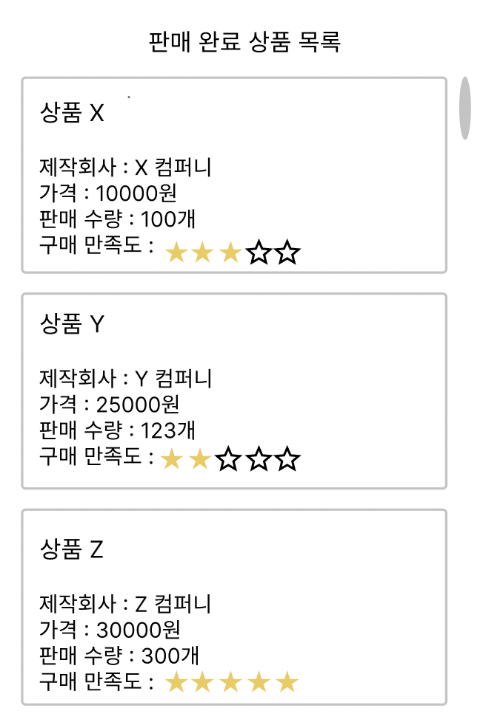 판매 완료 상품 목록
상품 X
제작회사 : X 컴퍼니
가격 : 10000원
판매 수량 : 100개
구매 만족도 : ★★★☆☆
상품 Y
제작회사 : Y 컴퍼니
가격 : 25000원
판매 수량 : 123개
구매 만족도 : ★★☆☆☆
상품 Z
제작회사 : Z 컴퍼니
가격 : 30000원
판매 수량 : 300개
구매 만족도 : ★★★★★